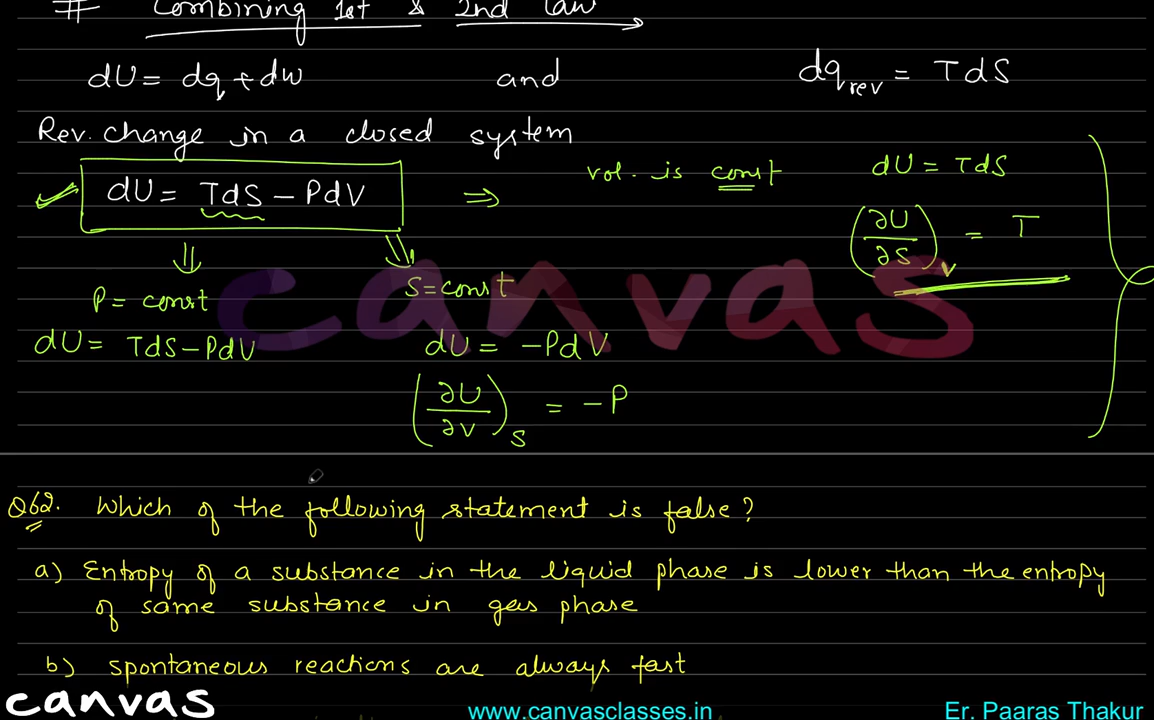 # Combining 1st & 2nd law
dU = dq + dw and dq_rev = TdS
Rev. change in a closed system
dU = TdS - PdV ⇒ vol. is const dU = TdS
(∂U/∂S)_V = T
P = const S = const
dU = TdS - PdV dU = -PdV
(∂U/∂V)_S = -P
Q62. Which of the following statement is false?
a) Entropy of a substance in the liquid phase is lower than the entropy
of same substance in gas phase
b) spontaneous reactions are always fast
canvas
canvas www.canvasclasses.in Er. Paaras Thakur